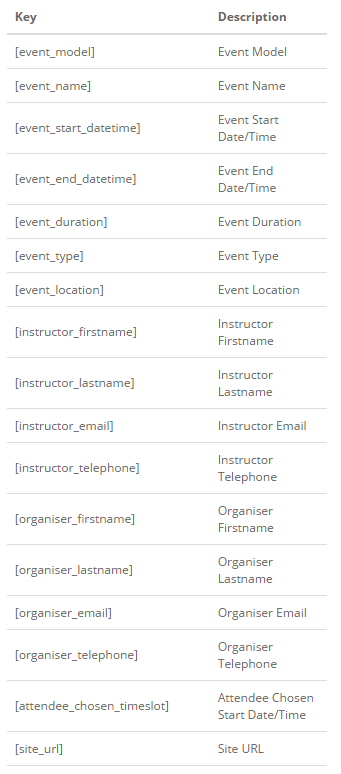 Key Description
[event_model] Event Model
[event_name] Event Name
[event_start_datetime] Event Start
Date/Time
[event_end_datetime] Event End
Date/Time
[event_duration] Event Duration
[event_type] Event Type
[event_location] Event Location
[instructor_firstname] Instructor
Firstname
[instructor_lastname] Instructor
Lastname
[instructor_email] Instructor Email
[instructor_telephone] Instructor
Telephone
[organiser_firstname] Organiser
Firstname
[organiser_lastname] Organiser
Lastname
[organiser_email] Organiser Email
[organiser_telephone] Organiser
Telephone
[attendee_chosen_timeslot] Attendee Chosen
Start Date/Time
[site_url] Site URL